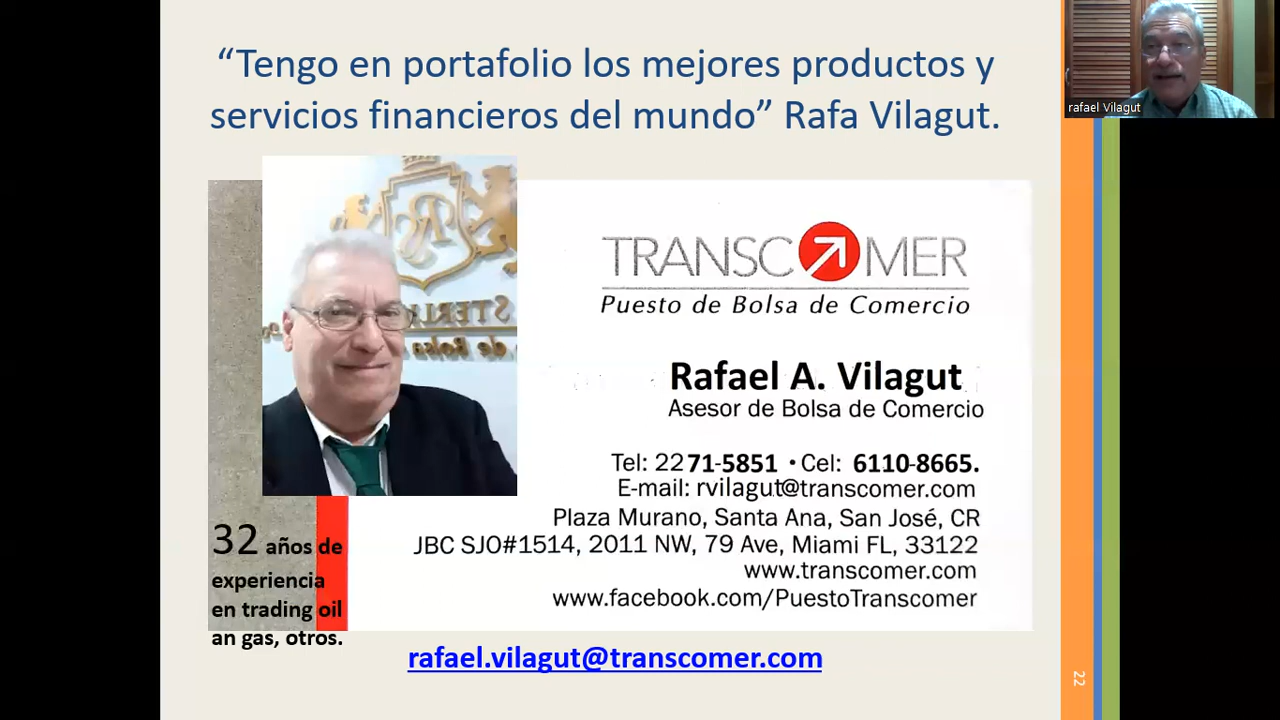 “Tengo en portafolio los mejores productos y
servicios financieros del mundo” Rafa Vilagut.
rafael Vilagut
TRANSCOMER
Puesto de Bolsa de Comercio
Rafael A. Vilagut
Asesor de Bolsa de Comercio
Tel: 2271-5851 • Cel: 6110-8665.
E-mail: rvilagut@transcomer.com
Plaza Murano, Santa Ana, San José, CR
JBC SJO#1514, 2011 NW, 79 Ave, Miami FL, 33122
www.transcomer.com
www.facebook.com/PuestoTranscomer
32 años de
experiencia
en trading oil
an gas, otros.
rafael.vilagut@transcomer.com
22